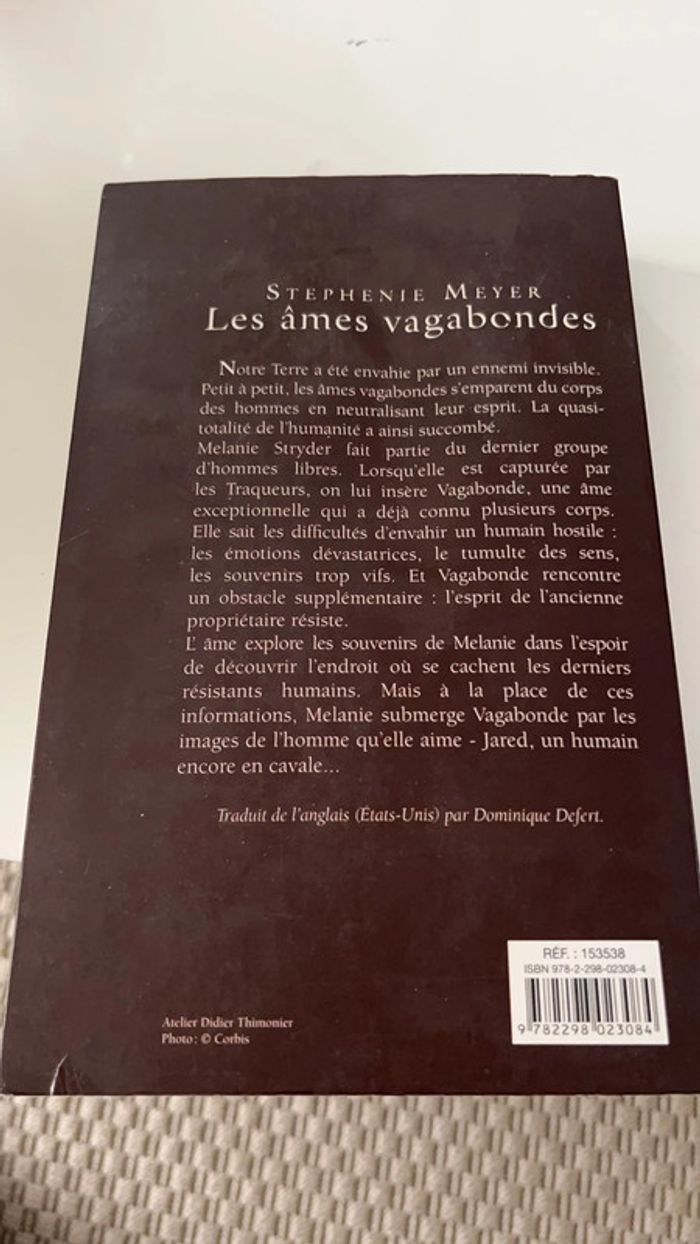 STEPHENIE MEYER
Les âmes vagabondes
Notre Terre a été envahie par un ennemi invisible.
Petit à petit, les âmes vagabondes s'emparent du corps
des hommes en neutralisant leur esprit. La quasi-
totalité de l'humanité a ainsi succombé.
Melanie Stryder fait partie du dernier groupe
d'hommes libres. Lorsqu'elle est capturée par
les Traqueurs, on lui insère Vagabonde, une âme
exceptionnelle qui a déjà connu plusieurs corps.
Elle sait les difficultés d'envahir un humain hostile :
les émotions dévastatrices, le tumulte des sens,
les souvenirs trop vifs. Et Vagabonde rencontre
un obstacle supplémentaire : l'esprit de l'ancienne
propriétaire résiste.
L' âme explore les souvenirs de Melanie dans l'espoir
de découvrir l'endroit où se cachent les derniers
résistants humains. Mais à la place de ces
informations, Melanie submerge Vagabonde par les
images de l'homme qu'elle aime - Jared, un humain
encore en cavale...
Traduit de l'anglais (États-Unis) par Dominique Defert.
RÉF. : 153538
ISBN 978-2-298-02308-4
9 782298 023084
Atelier Didier Thimonier
Photo : © Corbis